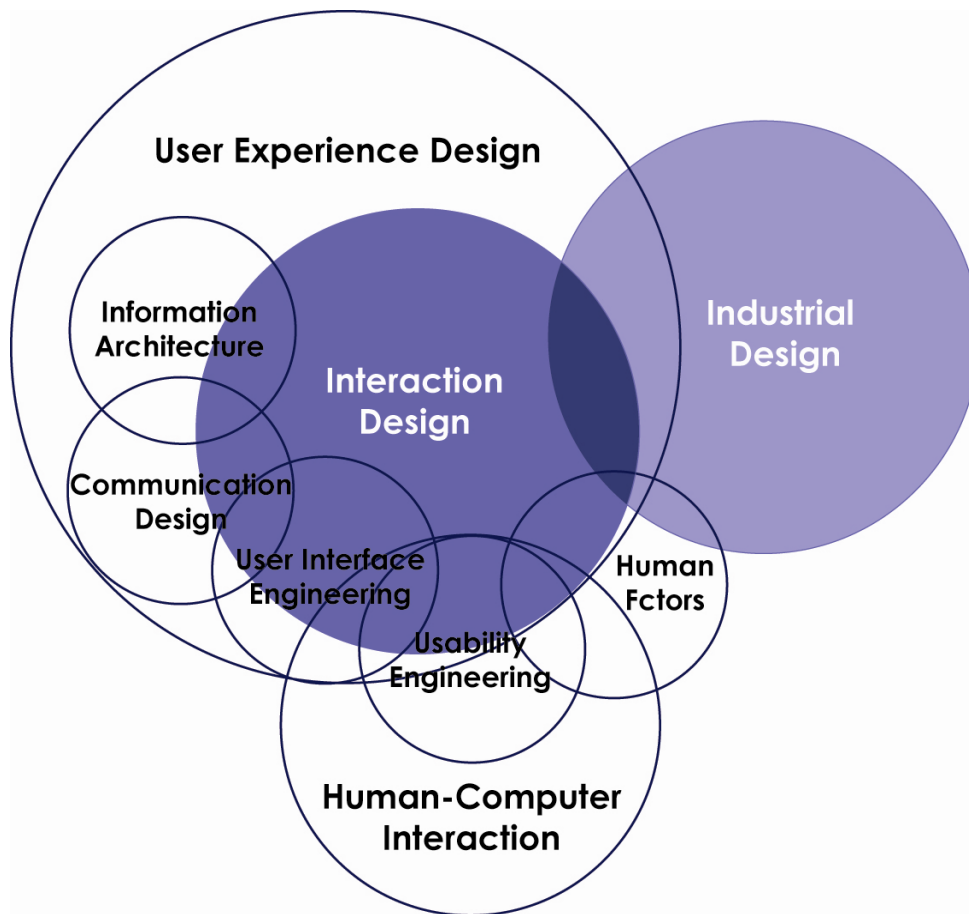 User Experience Design
Information
Architecture
Interaction
Design
Industrial
Design
Communication
Design
User Interface
Engineering
Human
Fctors
Usability
Engineering
Human-Computer
Interaction